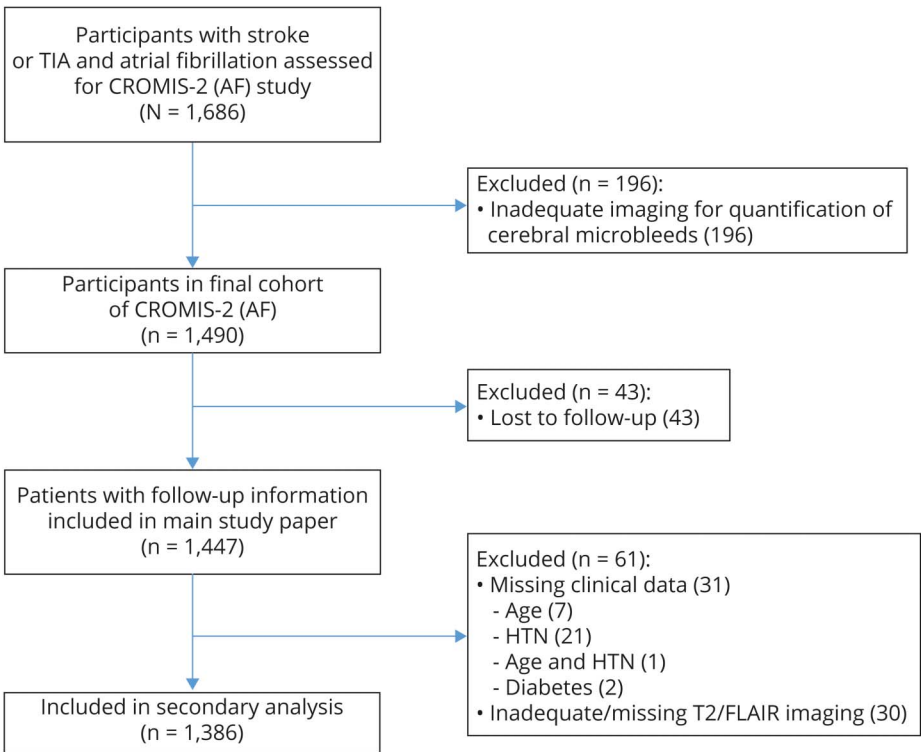 Participants with stroke
or TIA and atrial fibrillation assessed
for CROMIS-2 (AF) study
(N = 1,686)
Excluded (n = 196):
• Inadequate imaging for quantification of
cerebral microbleeds (196)
Participants in final cohort
of CROMIS-2 (AF)
(n = 1,490)
Excluded (n = 43):
• Lost to follow-up (43)
Patients with follow-up information
included in main study paper
(n = 1,447)
Excluded (n = 61):
• Missing clinical data (31)
- Age (7)
- HTN (21)
- Age and HTN (1)
- Diabetes (2)
• Inadequate/missing T2/FLAIR imaging (30)
Included in secondary analysis
(n = 1,386)